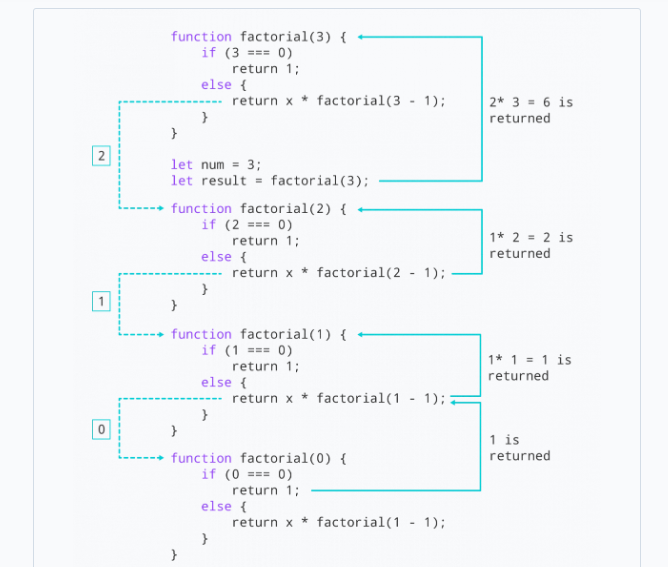 function factorial(3) {
if (3 === 0)
return 1;
else {
return x * factorial(3 - 1);
}
}
2* 3 = 6 is
returned
2
let num = 3;
let result = factorial(3);
function factorial(2) {
if (2 === 0)
return 1;
else {
return x * factorial(2 - 1);
}
}
1* 2 = 2 is
returned
1
function factorial(1) {
if (1 === 0)
return 1;
else {
return x * factorial(1 - 1);
}
}
1* 1 = 1 is
returned
0
function factorial(0) {
if (0 === 0)
return 1;
else {
return x * factorial(1 - 1);
}
}
1 is
returned